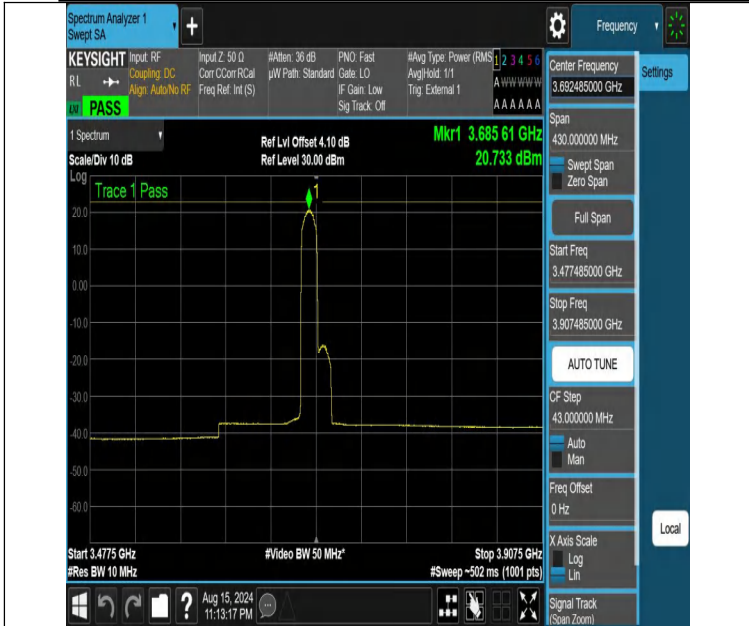 Spectrum Analyzer 1
Swept SA
+
Frequency
KEYSIGHT
RL
LXI PASS
Input: RF
Coupling: DC
Align: Auto/No RF
Input Z: 50 Ω
Corr CCorr RCal
Freq Ref: Int (S)
#Atten: 36 dB
µW Path: Standard
PNO: Fast
Gate: LO
IF Gain: Low
Sig Track: Off
#Avg Type: Power (RMS
Avg|Hold: 1/1
Trig: External 1
1 2 3 4 5 6
A W W W W W
A A A A A A
1 Spectrum
Scale/Div 10 dB
Ref Lvl Offset 4.10 dB
Ref Level 30.00 dBm
Mkr1 3.685 61 GHz
20.733 dBm
Log
Trace 1 Pass
1
20.0
10.0
0.00
-10.0
-20.0
-30.0
-40.0
-50.0
-60.0
Start 3.4775 GHz
#Res BW 10 MHz
#Video BW 50 MHz*
Stop 3.9075 GHz
#Sweep ~502 ms (1001 pts)
Aug 15, 2024
11:13:17 PM
?
Center Frequency
3.692485000 GHz
Settings
Span
430.000000 MHz
Swept Span
Zero Span
Full Span
Start Freq
3.477485000 GHz
Stop Freq
3.907485000 GHz
AUTO TUNE
CF Step
43.000000 MHz
Auto
Man
Freq Offset
0 Hz
X Axis Scale
Log
Lin
Local
Signal Track
(Span Zoom)